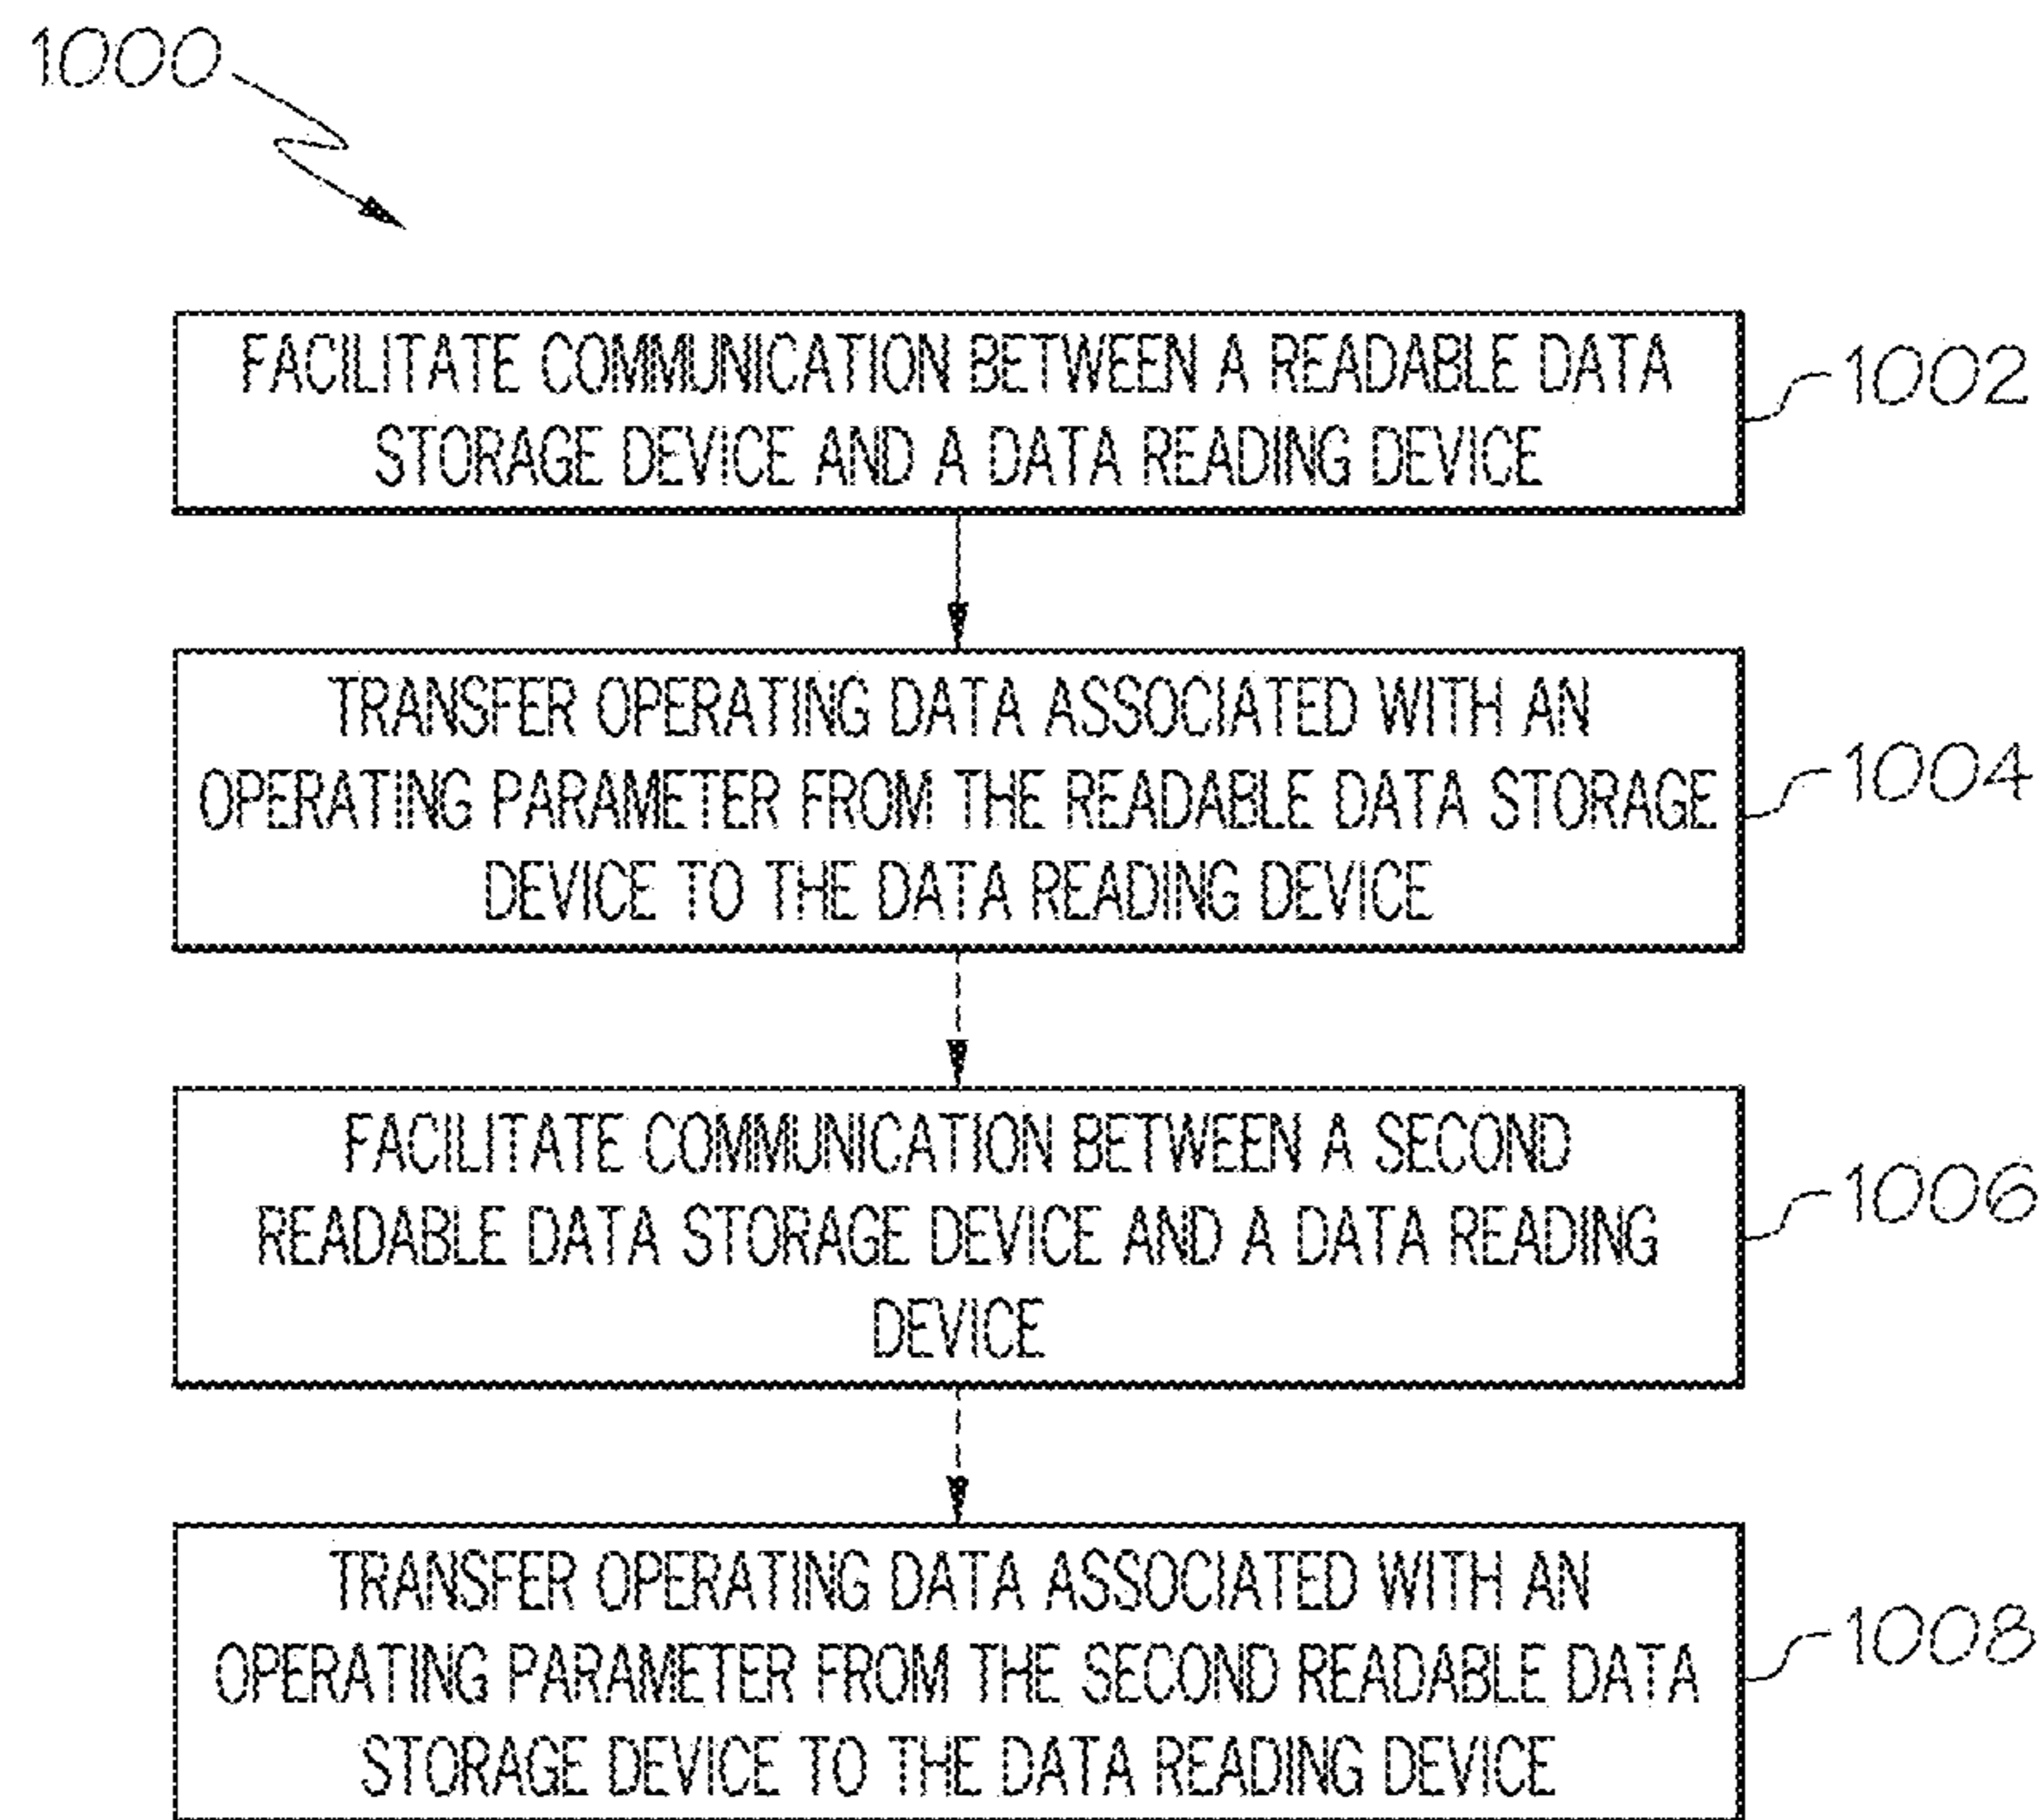 1000
FACILITATE COMMUNICATION BETWEEN A READABLE DATA
STORAGE DEVICE AND A DATA READING DEVICE
1002
TRANSFER OPERATING DATA ASSOCIATED WITH AN
OPERATING PARAMETER FROM THE READABLE DATA STORAGE
DEVICE TO THE DATA READING DEVICE
1004
FACILITATE COMMUNICATION BETWEEN A SECOND
READABLE DATA STORAGE DEVICE AND A DATA READING
DEVICE
1006
TRANSFER OPERATING DATA ASSOCIATED WITH AN
OPERATING PARAMETER FROM THE SECOND READABLE DATA
STORAGE DEVICE TO THE DATA READING DEVICE
1008